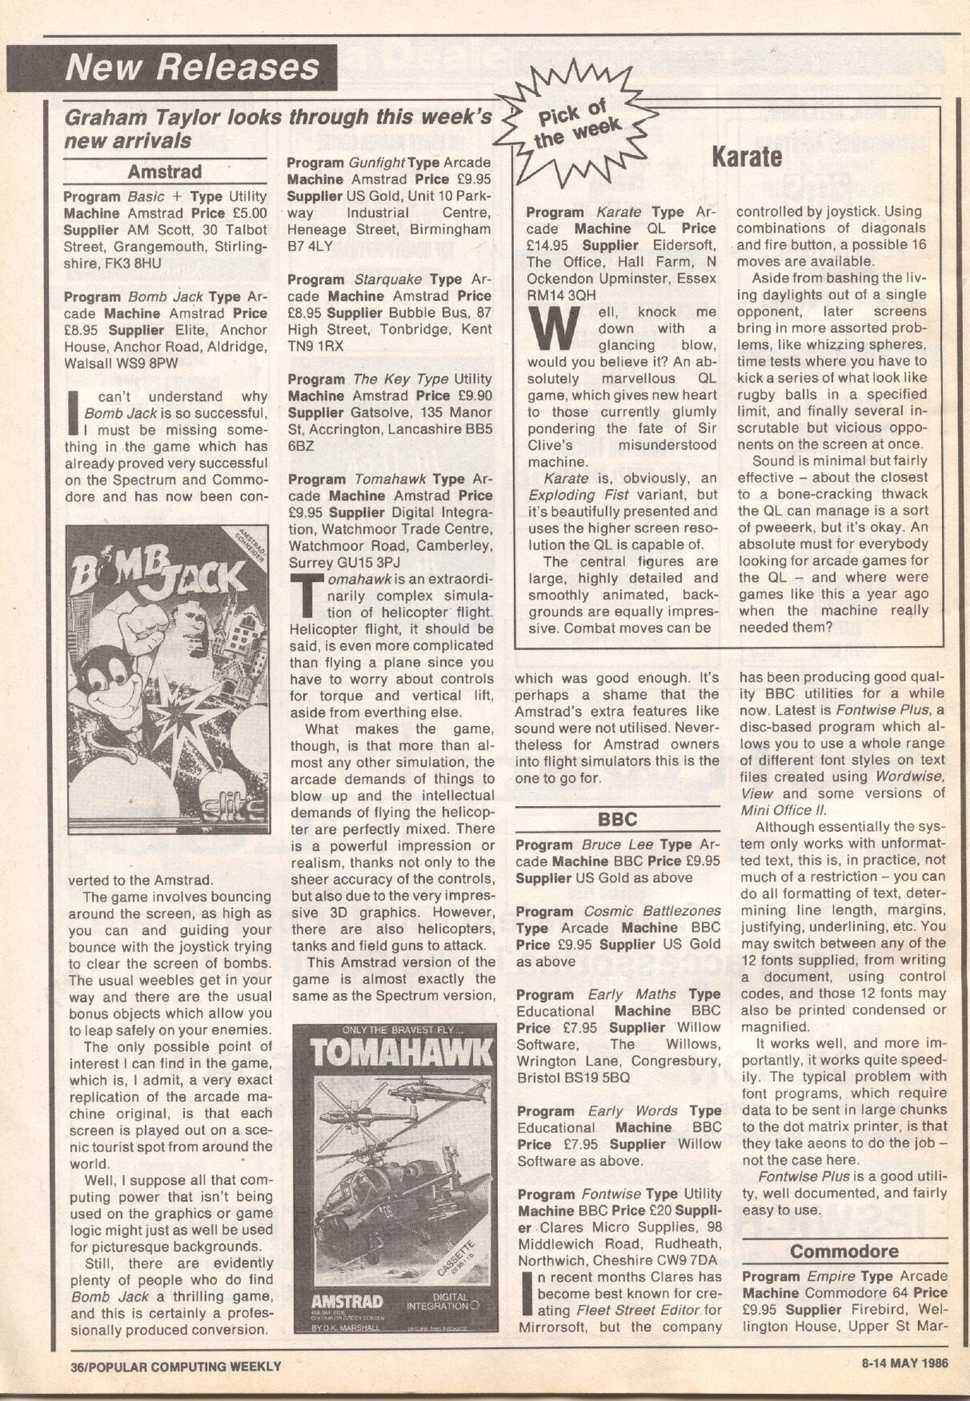 New Releases
Graham Taylor looks through this week's
new arrivals
Amstrad
Program Basic + Type Utility
Machine Amstrad Price £5.00
Supplier AM Scott, 30 Talbot
Street, Grangemouth, Stirling-
shire, FK3 8HU
Program Bomb Jack Type Ar-
cade Machine Amstrad Price
£8.95 Supplier Elite, Anchor
House, Anchor Road, Aldridge,
Walsall WS9 8PW
I can't understand why
Bomb Jack is so successful,
I must be missing some-
thing in the game which has
already proved very successful
on the Spectrum and Commo-
dore and has now been con-
AMSTRAD
SCHNEIDER
BOMB
JACK
verted to the Amstrad.
The game involves bouncing
around the screen, as high as
you can and guiding your
bounce with the joystick trying
to clear the screen of bombs.
The usual weebles get in your
way and there are the usual
bonus objects which allow you
to leap safely on your enemies.
The only possible point of
interest I can find in the game,
which is, I admit, a very exact
replication of the arcade ma-
chine original, is that each
screen is played out on a sce-
nic tourist spot from around the
world.
Well, I suppose all that com-
puting power that isn't being
used on the graphics or game
logic might just as well be used
for picturesque backgrounds.
Still, there are evidently
plenty of people who do find
Bomb Jack a thrilling game,
and this is certainly a profes-
sionally produced conversion.
Program Gunfight Type Arcade
Machine Amstrad Price £9.95
Supplier US Gold, Unit 10 Park-
way Industrial Centre,
Heneage Street, Birmingham
B7 4LY
Program Starquake Type Ar-
cade Machine Amstrad Price
£8.95 Supplier Bubble Bus, 87
High Street, Tonbridge, Kent
TN9 1RX
Program The Key Type Utility
Machine Amstrad Price £9.90
Supplier Gatsolve, 135 Manor
St, Accrington, Lancashire BB5
6BZ
Program Tomahawk Type Ar-
cade Machine Amstrad Price
£9.95 Supplier Digital Integra-
tion, Watchmoor Trade Centre,
Watchmoor Road, Camberley,
Surrey GU15 3PJ
Tomahawk is an extraordi-
narily complex simula-
tion of helicopter flight.
Helicopter flight, it should be
said, is even more complicated
than flying a plane since you
have to worry about controls
for torque and vertical lift,
aside from everthing else.
What makes the game,
though, is that more than al-
most any other simulation, the
arcade demands of things to
blow up and the intellectual
demands of flying the helicop-
ter are perfectly mixed. There
is a powerful impression or
realism, thanks not only to the
sheer accuracy of the controls,
but also due to the very impres-
sive 3D graphics. However,
there are also helicopters,
tanks and field guns to attack.
This Amstrad version of the
game is almost exactly the
same as the Spectrum version,
ONLY THE BRAVEST FLY...
TOMAHAWK
CASSETTE
AMSTRAD
DIGITAL
INTEGRATION
BY D.K. MARSHALL
Pick of
the week
Karate
Program Karate Type Ar-
cade Machine QL Price
£14.95 Supplier Eidersoft,
The Office, Hall Farm, N
Ockendon Upminster, Essex
RM14 3QH
Well, knock me
down with a
glancing blow,
would you believe it? An ab-
solutely marvellous QL
game, which gives new heart
to those currently glumly
pondering the fate of Sir
Clive's misunderstood
machine.
Karate is, obviously, an
Exploding Fist variant, but
it's beautifully presented and
uses the higher screen reso-
lution the QL is capable of.
The central figures are
large, highly detailed and
smoothly animated, back-
grounds are equally impres-
sive. Combat moves can be
controlled by joystick. Using
combinations of diagonals
and fire button, a possible 16
moves are available.
Aside from bashing the liv-
ing daylights out of a single
opponent, later screens
bring in more assorted prob-
lems, like whizzing spheres,
time tests where you have to
kick a series of what look like
rugby balls in a specified
limit, and finally several in-
scrutable but vicious oppo-
nents on the screen at once.
Sound is minimal but fairly
effective – about the closest
to a bone-cracking thwack
the QL can manage is a sort
of pweeerk, but it's okay. An
absolute must for everybody
looking for arcade games for
the QL – and where were
games like this a year ago
when the machine really
needed them?
which was good enough. It's
perhaps a shame that the
Amstrad's extra features like
sound were not utilised. Never-
theless for Amstrad owners
into flight simulators this is the
one to go for.
BBC
Program Bruce Lee Type Ar-
cade Machine BBC Price £9.95
Supplier US Gold as above
Program Cosmic Battlezones
Type Arcade Machine BBC
Price £9.95 Supplier US Gold
as above
Program Early Maths Type
Educational Machine BBC
Price £7.95 Supplier Willow
Software, The Willows,
Wrington Lane, Congresbury,
Bristol BS19 5BQ
Program Early Words Type
Educational Machine BBC
Price £7.95 Supplier Willow
Software as above.
Program Fontwise Type Utility
Machine BBC Price £20 Suppli-
er Clares Micro Supplies, 98
Middlewich Road, Rudheath,
Northwich, Cheshire CW9 7DA
In recent months Clares has
become best known for cre-
ating Fleet Street Editor for
Mirrorsoft, but the company
has been producing good qual-
ity BBC utilities for a while
now. Latest is Fontwise Plus, a
disc-based program which al-
lows you to use a whole range
of different font styles on text
files created using Wordwise,
View and some versions of
Mini Office II.
Although essentially the sys-
tem only works with unformat-
ted text, this is, in practice, not
much of a restriction – you can
do all formatting of text, deter-
mining line length, margins,
justifying, underlining, etc. You
may switch between any of the
12 fonts supplied, from writing
a document, using control
codes, and those 12 fonts may
also be printed condensed or
magnified.
It works well, and more im-
portantly, it works quite speed-
ily. The typical problem with
font programs, which require
data to be sent in large chunks
to the dot matrix printer, is that
they take aeons to do the job –
not the case here.
Fontwise Plus is a good utili-
ty, well documented, and fairly
easy to use.
Commodore
Program Empire Type Arcade
Machine Commodore 64 Price
£9.95 Supplier Firebird, Wel-
lington House, Upper St Mar-
36/POPULAR COMPUTING WEEKLY
8-14 MAY 1986